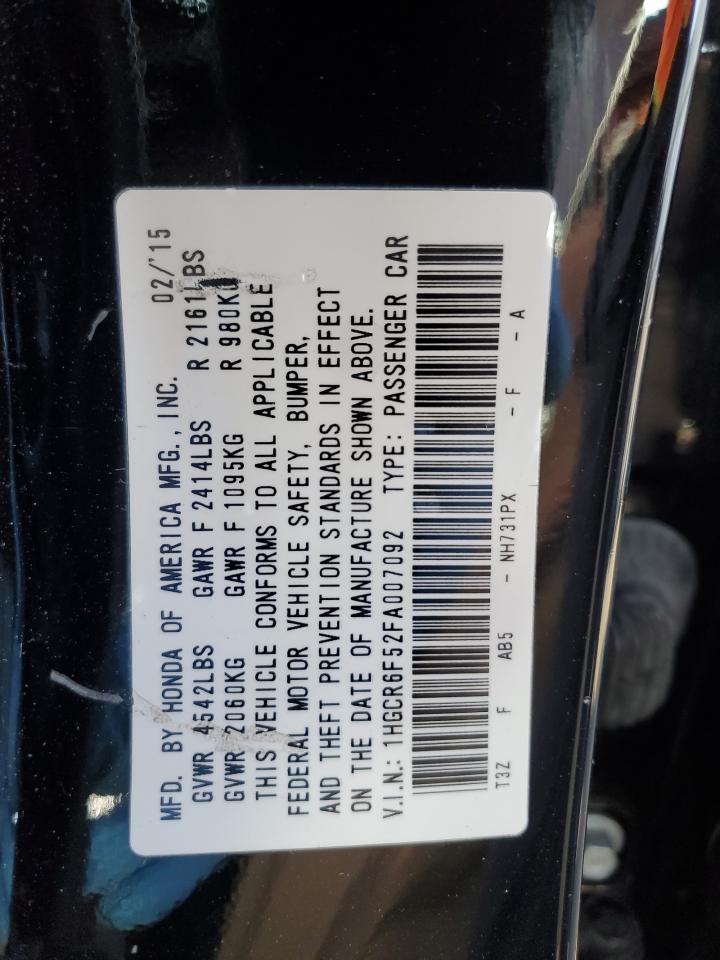 MFD. BY HONDA OF AMERICA MFG., INC. 02/'15
GVWR 4542LBS GAWR F 2414LBS R 2161LBS
GVWR 2060KG GAWR F 1095KG R 980KG
THIS VEHICLE CONFORMS TO ALL APPLICABLE
FEDERAL MOTOR VEHICLE SAFETY, BUMPER,
AND THEFT PREVENTION STANDARDS IN EFFECT
ON THE DATE OF MANUFACTURE SHOWN ABOVE.
V.I.N.: 1HGCR6F52FA007092 TYPE: PASSENGER CAR
T3Z F AB5 - NH731PX - F - A